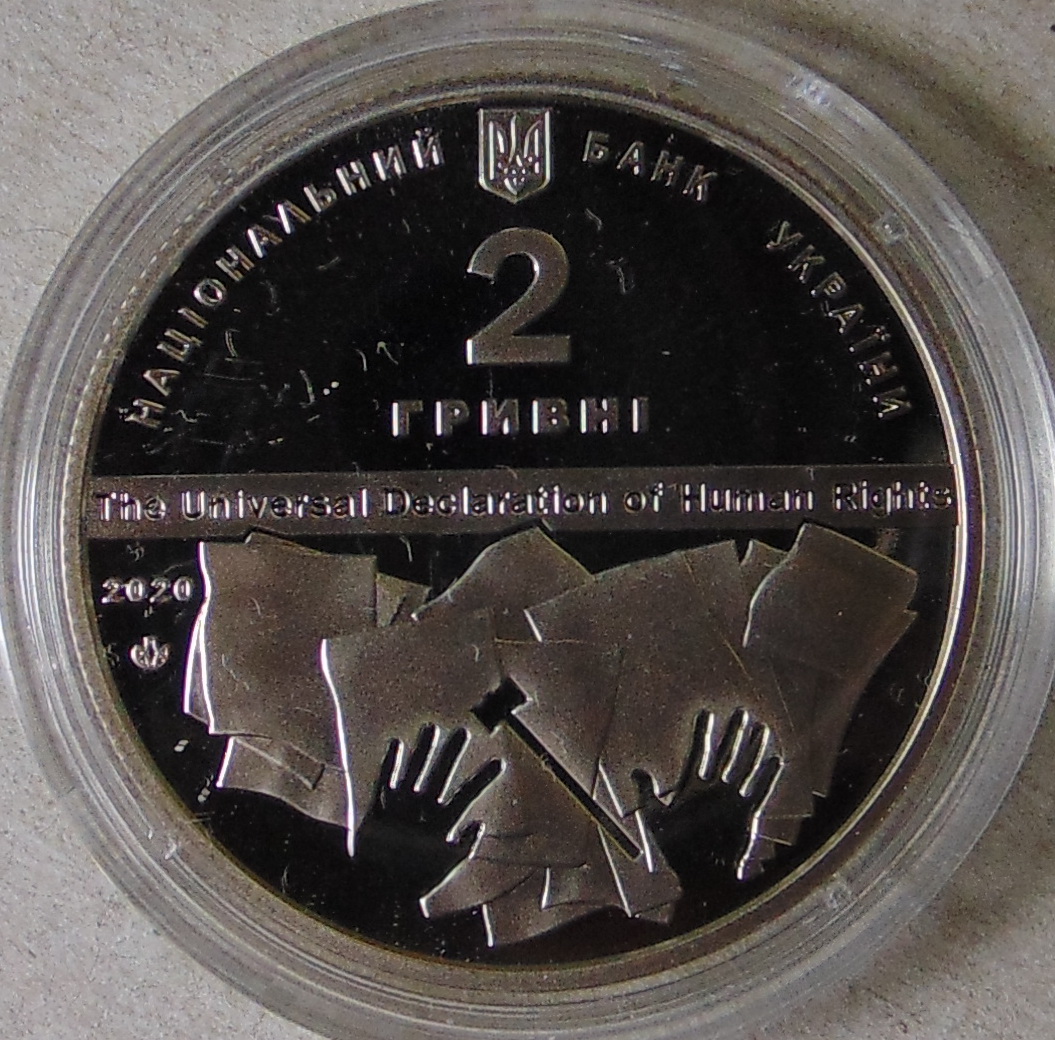 НАЦІОНАЛЬНИЙ БАНК УКРАЇНИ
2
ГРИВНІ
The Universal Declaration of Human Rights
2020